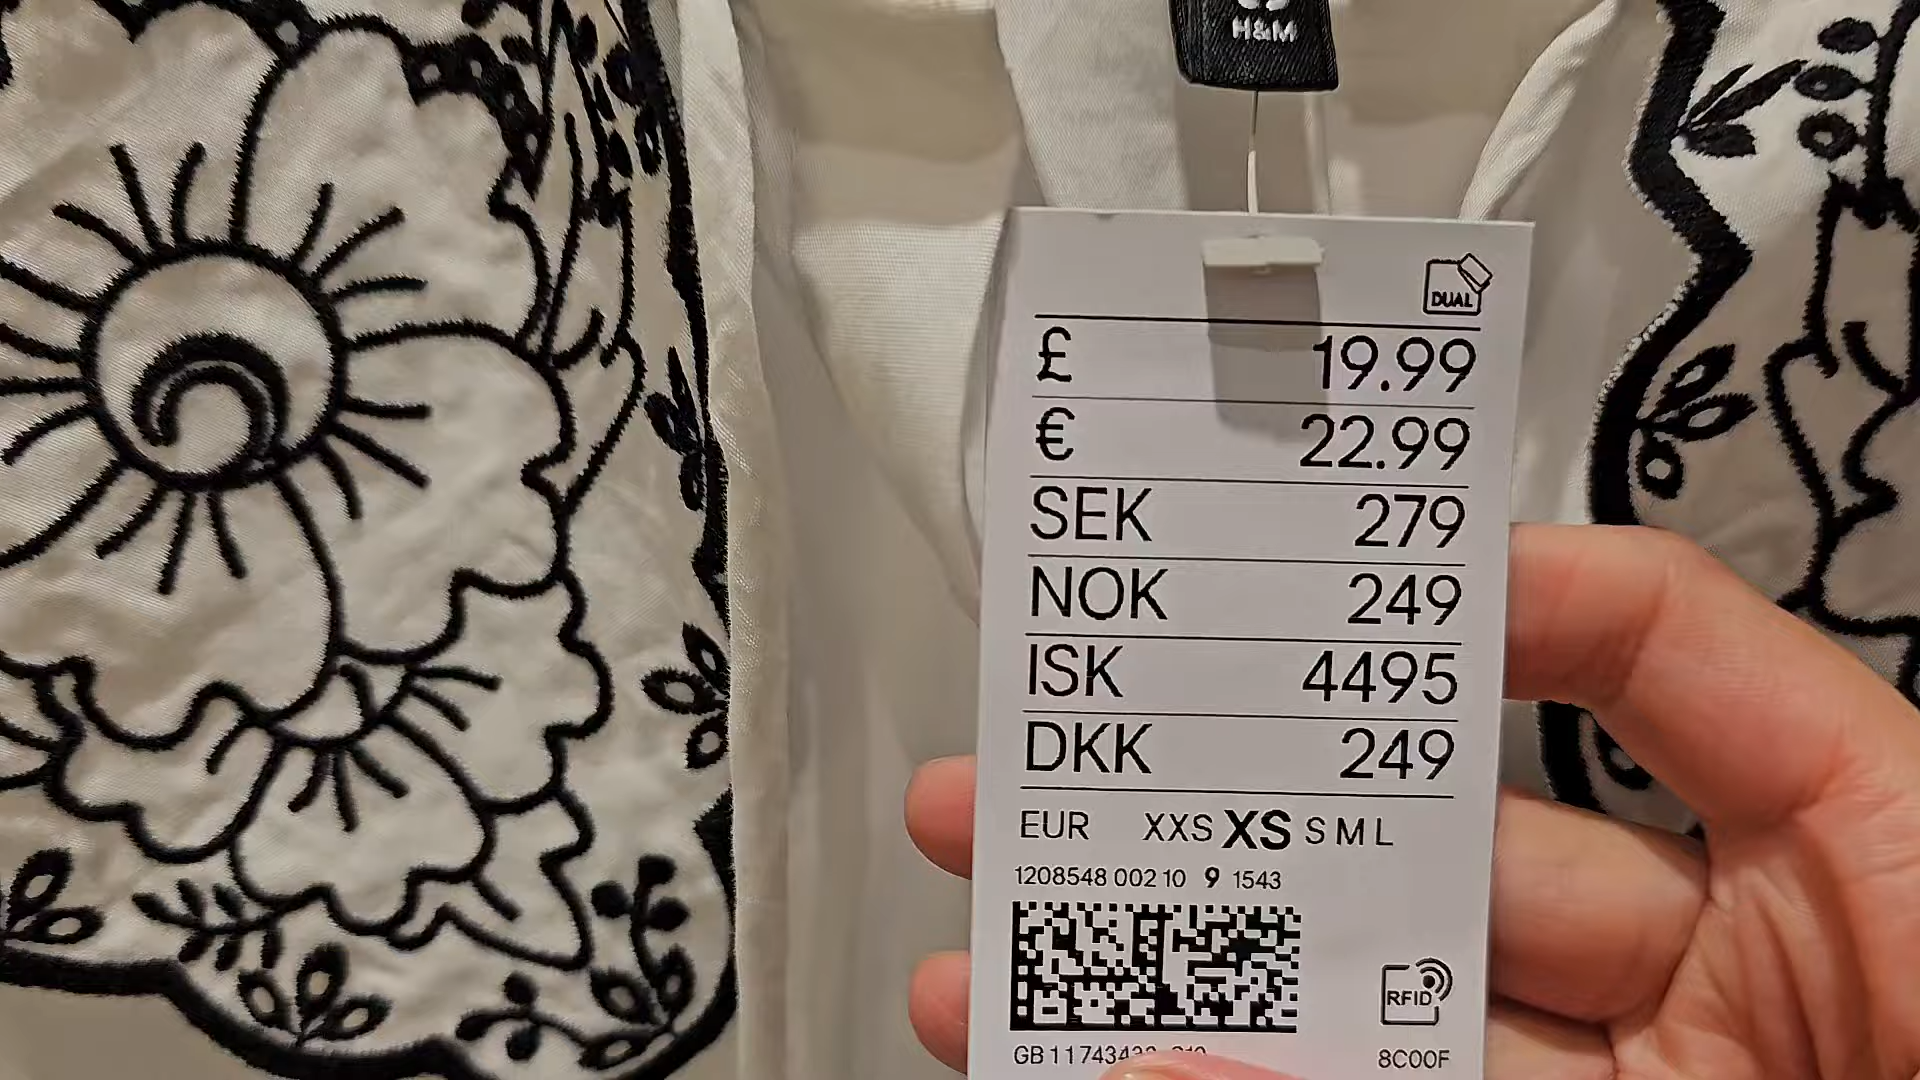 H&M
DUAL
£ 19.99
€ 22.99
SEK 279
NOK 249
ISK 4495
DKK 249
EUR XXS XS S M L
1208548 002 10 9 1543
RFID
8C00F